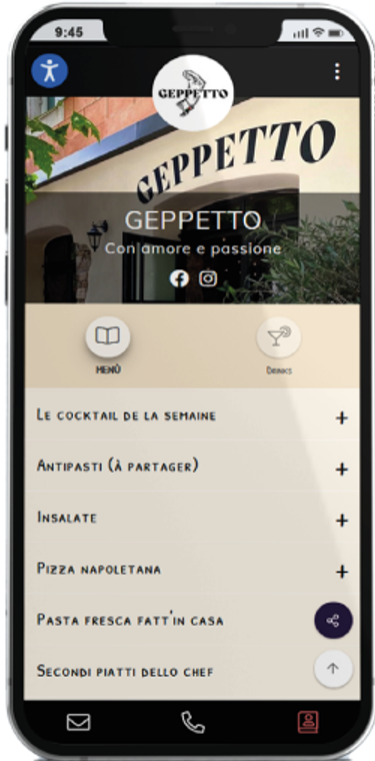 9:45
GEPPETTO
GEPPETTO
GEPPETTO
Con amore e passione
MENÙ
Drinks
Le cocktail de la semaine
Antipasti (à partager)
Insalate
Pizza napoletana
Pasta fresca fatt'in casa
Secondi piatti dello chef